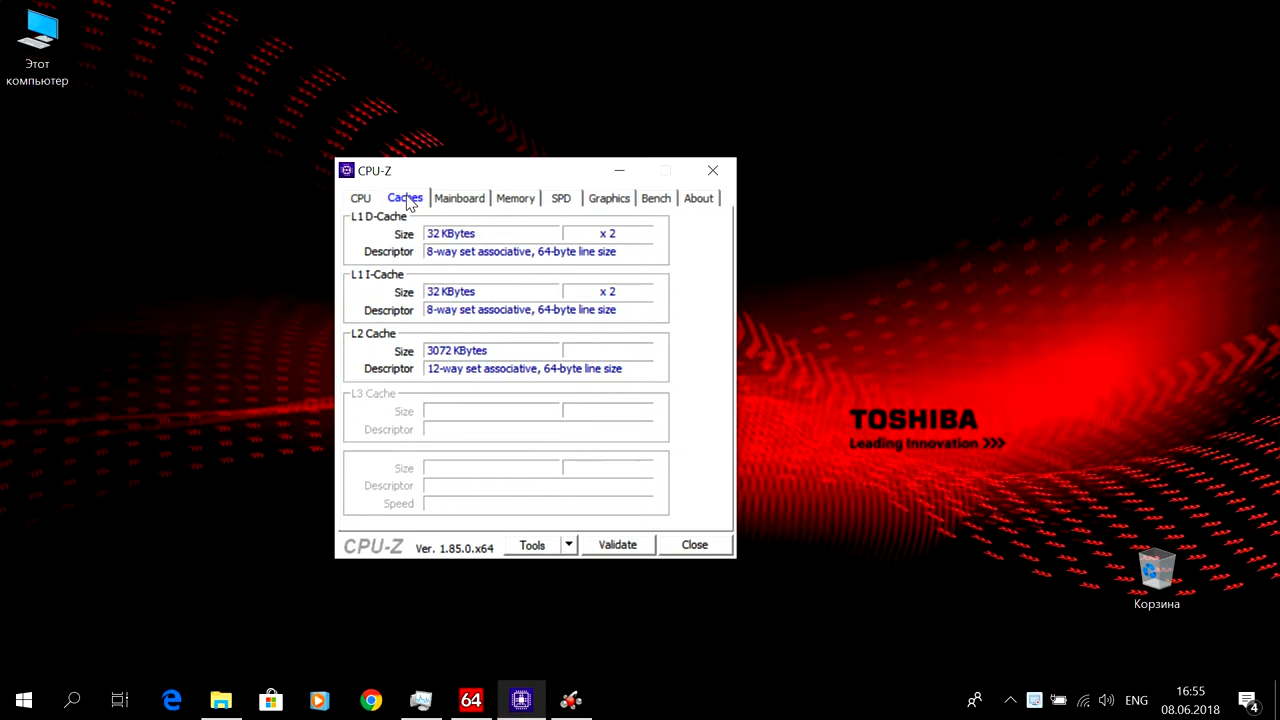 Этот
компьютер
CPU-Z
CPU Caches Mainboard Memory SPD Graphics Bench About
L1 D-Cache
Size 32 KBytes x 2
Descriptor 8-way set associative, 64-byte line size
L1 I-Cache
Size 32 KBytes x 2
Descriptor 8-way set associative, 64-byte line size
L2 Cache
Size 3072 KBytes
Descriptor 12-way set associative, 64-byte line size
L3 Cache
Size
Descriptor
Size
Descriptor
Speed
CPU-Z Ver. 1.85.0.x64 Tools Validate Close
TOSHIBA
Leading Innovation >>>
Корзина
64
ENG
16:55
08.06.2018
4